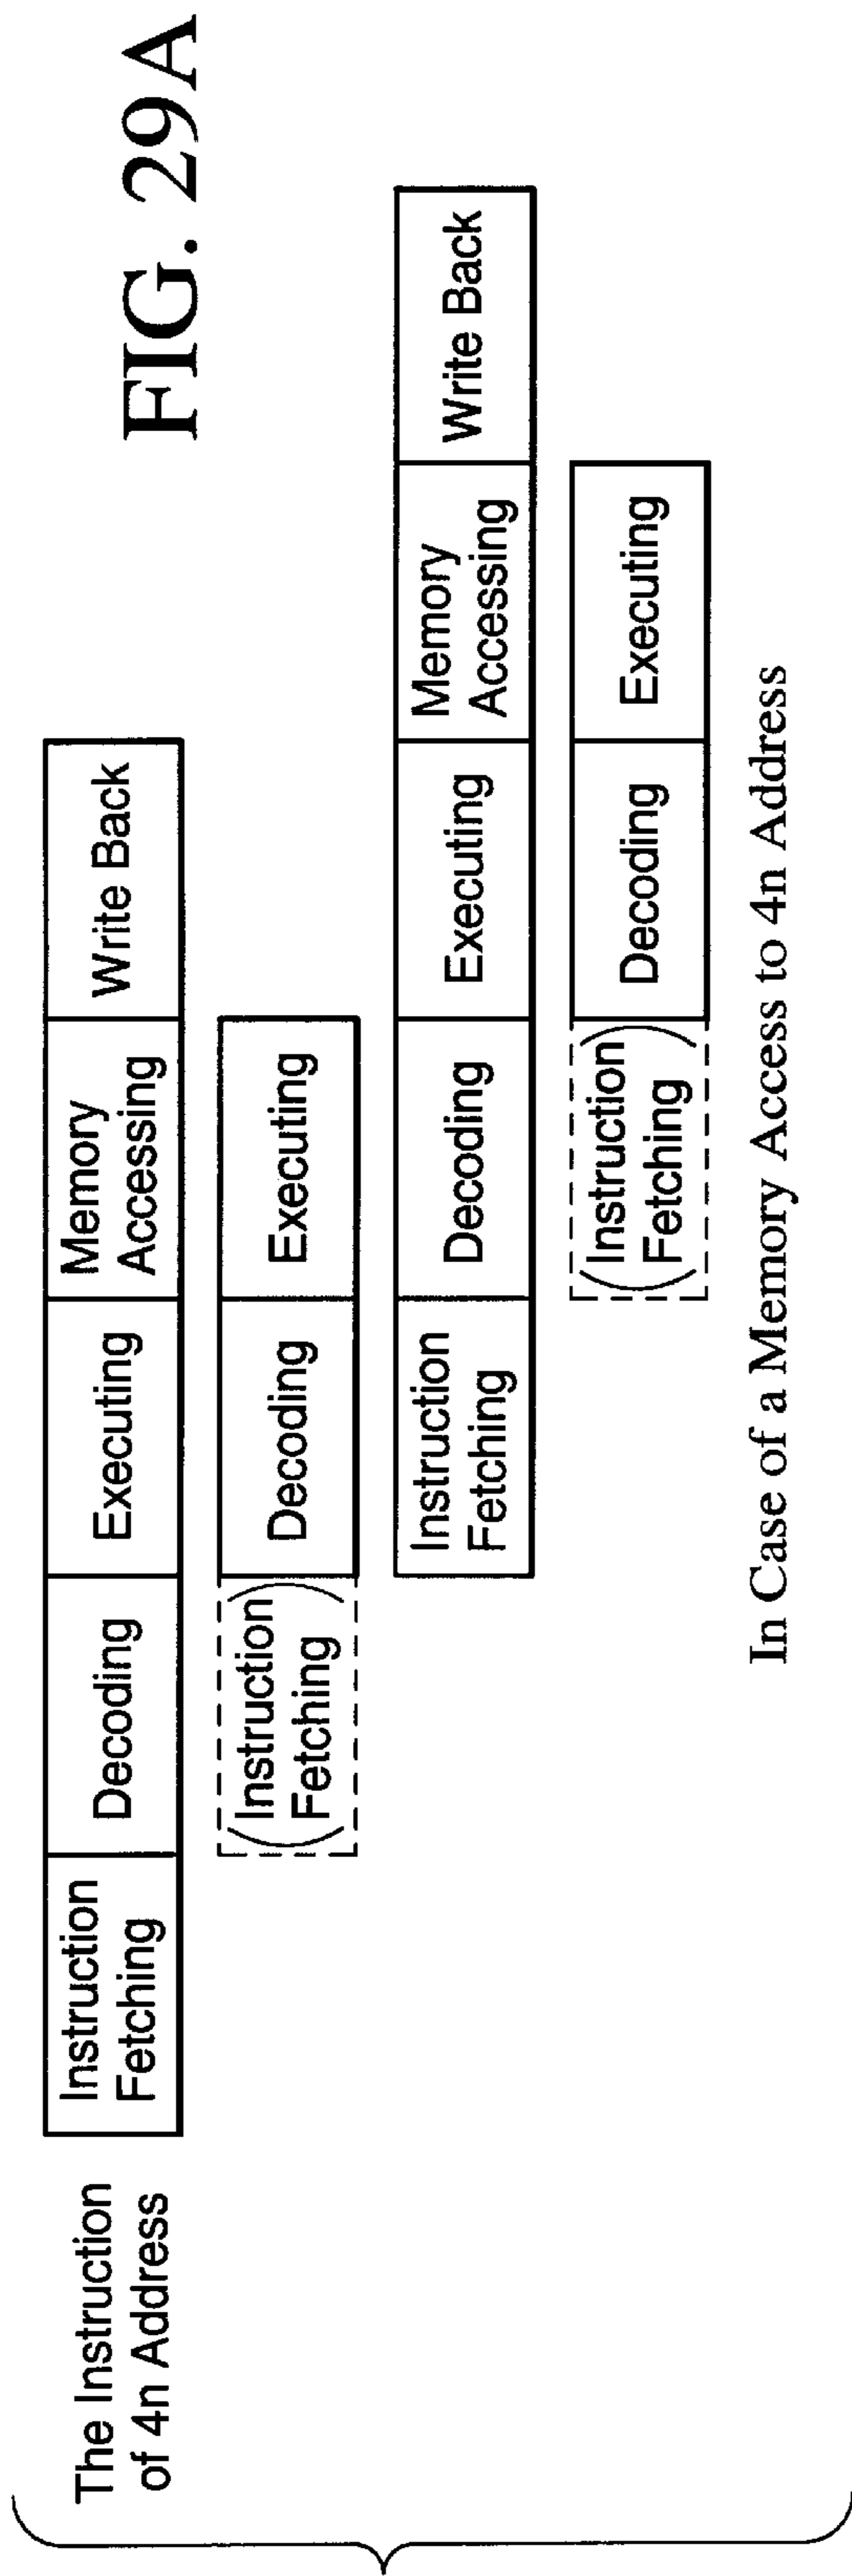 FIG. 29A
The Instruction
of 4n Address
Instruction
Fetching
Decoding
Executing
Memory
Accessing
Write Back
(Instruction
Fetching)
Decoding
Executing
Instruction
Fetching
Decoding
Executing
Memory
Accessing
Write Back
(Instruction
Fetching)
Decoding
Executing
In Case of a Memory Access to 4n Address